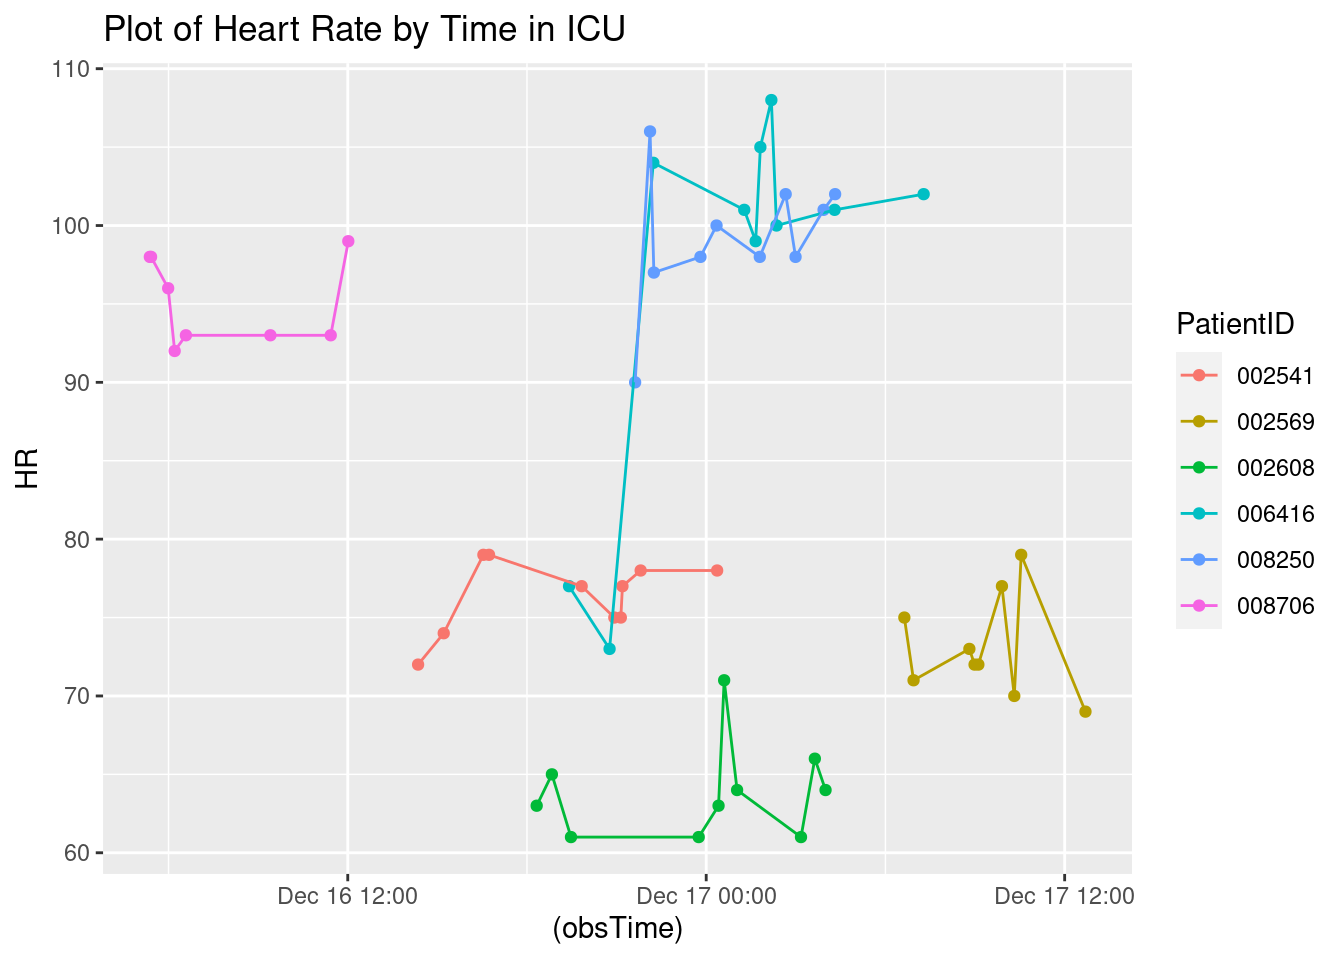 Plot of Heart Rate by Time in ICU
110
100
90
80
70
60
HR
Dec 16 12:00
Dec 17 00:00
Dec 17 12:00
(obsTime)
PatientID
002541
002569
002608
006416
008250
008706